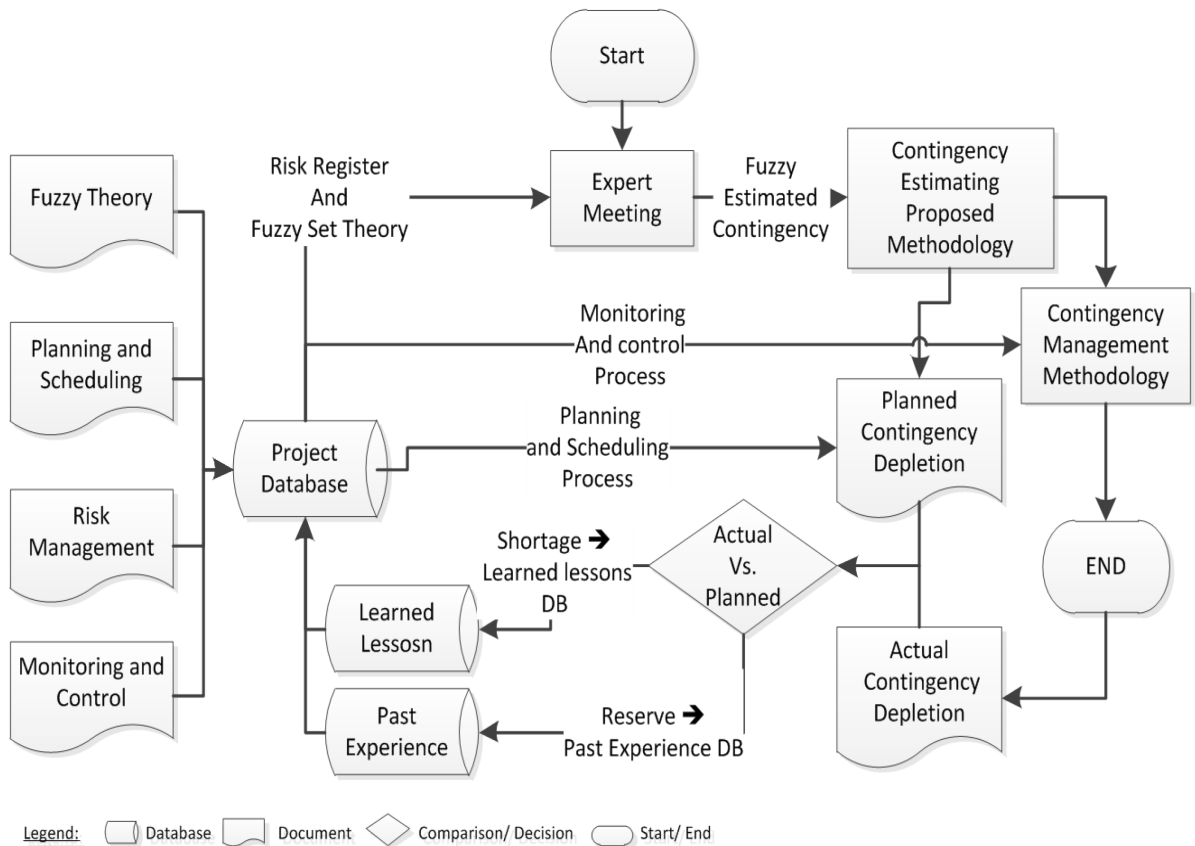 Start
Risk Register
And
Fuzzy Set Theory
Expert
Meeting
Fuzzy
Estimated
Contingency
Contingency
Estimating
Proposed
Methodology
Fuzzy Theory
Planning and
Scheduling
Risk
Management
Monitoring and
Control
Monitoring
And control
Process
Contingency
Management
Methodology
Project
Database
Planning
and Scheduling
Process
Planned
Contingency
Depletion
Shortage ➔
Learned lessons
DB
Actual
Vs.
Planned
END
Learned
Lessosn
Past
Experience
Reserve ➔
Past Experience DB
Actual
Contingency
Depletion
Legend: Database Document Comparison/ Decision Start/ End